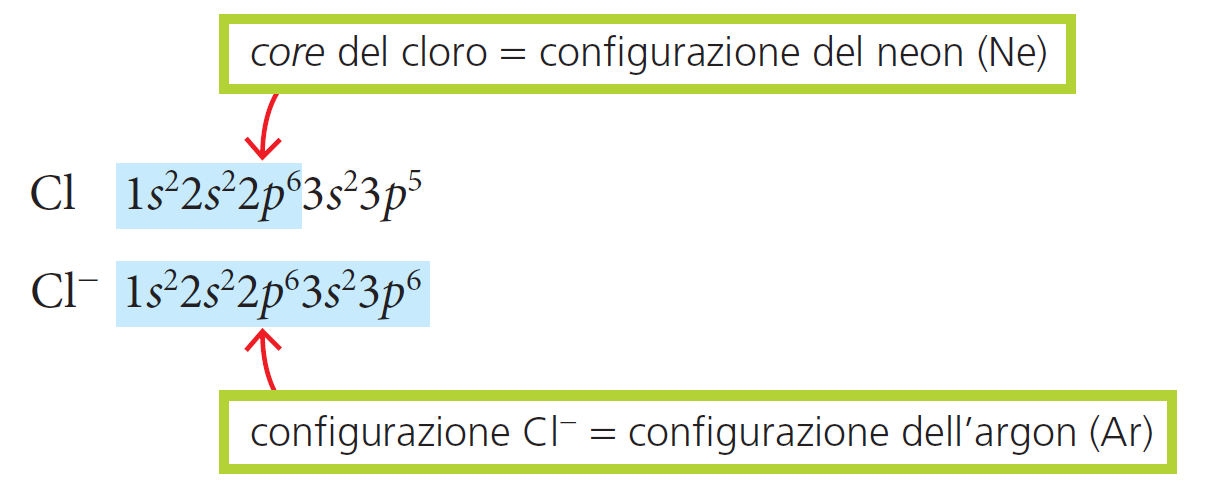 core del cloro = configurazione del neon (Ne)
Cl 1s²2s²2p⁶3s²3p⁵
Cl⁻ 1s²2s²2p⁶3s²3p⁶
configurazione Cl⁻ = configurazione dell'argon (Ar)